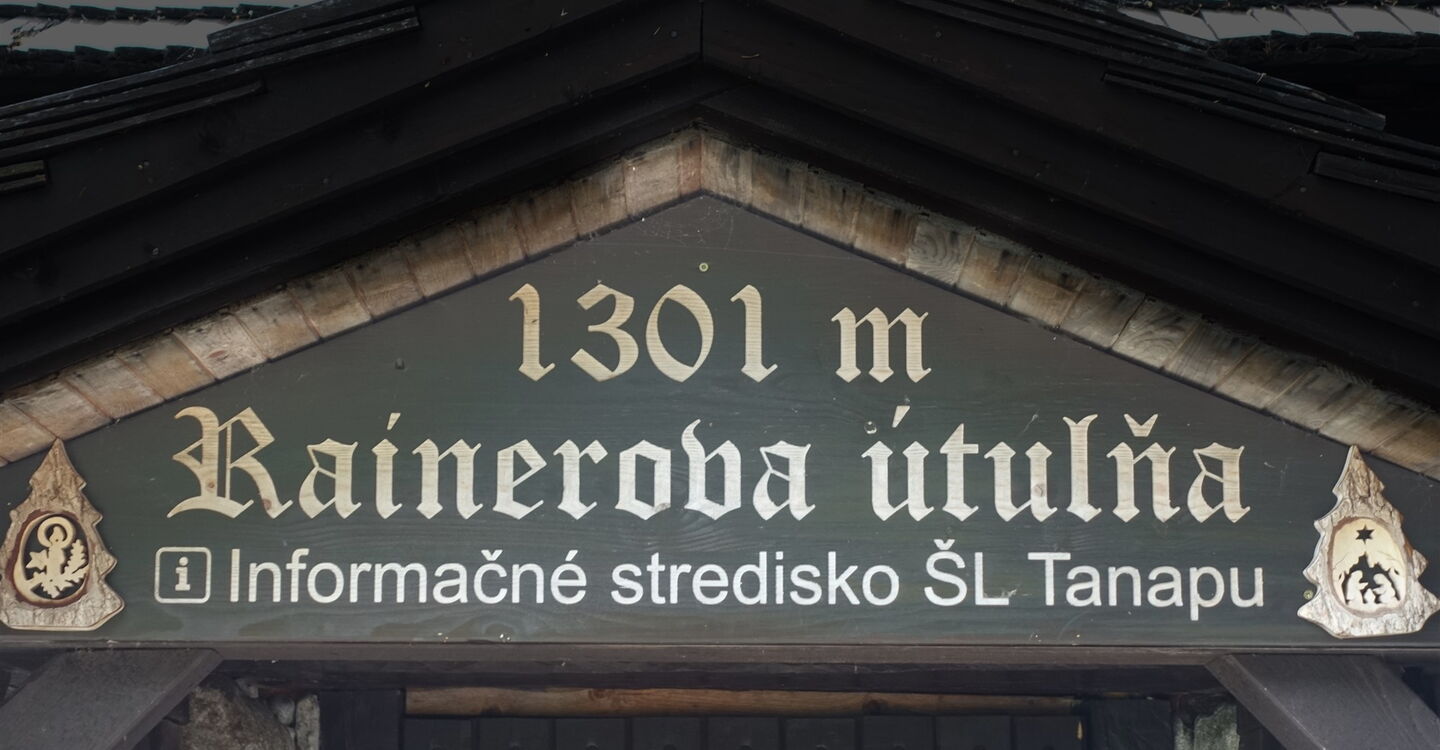 1301 m
Rainerova útulňa
i Informačné stredisko ŠL Tanapu